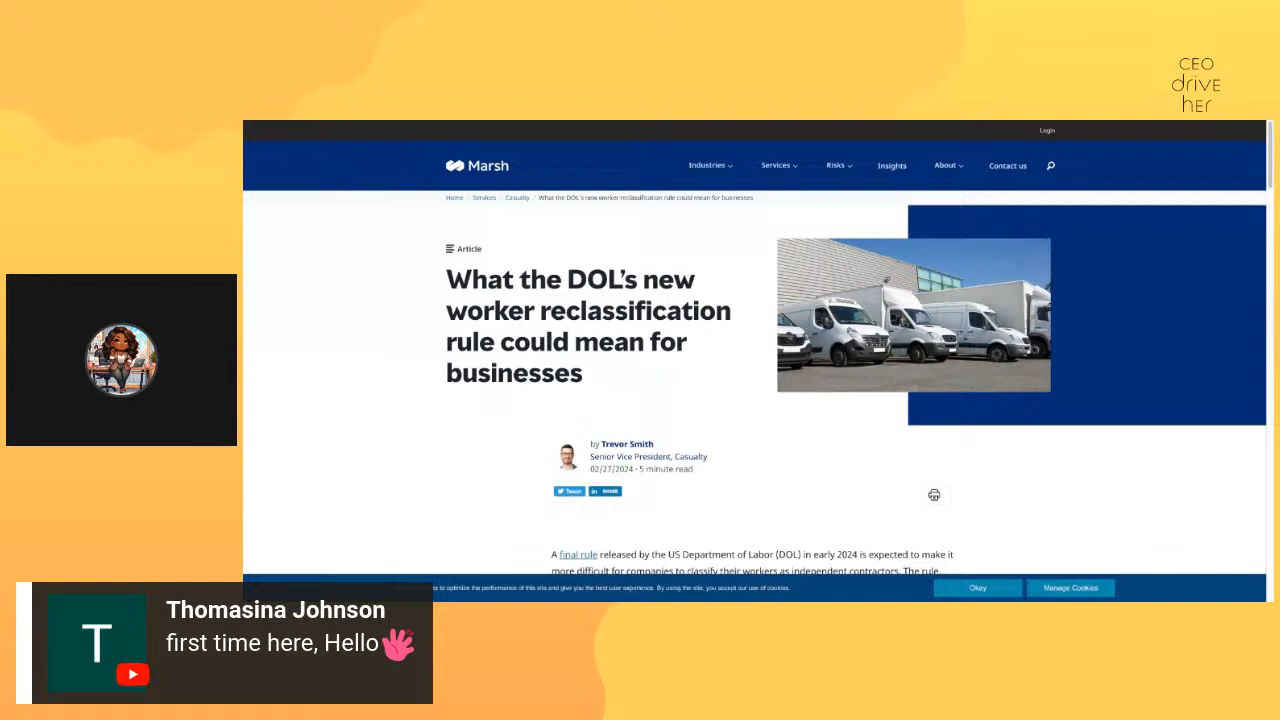 CEO
drive
her
Login
Marsh
Industries
Services
Risks
Insights
About
Contact us
Home / Services / Casualty / What the DOL's new worker reclassification rule could mean for businesses
Article
What the DOL's new
worker reclassification
rule could mean for
businesses
by Trevor Smith
Senior Vice President, Casualty
02/27/2024 · 5 minute read
Tweet
in SHARE
A final rule released by the US Department of Labor (DOL) in early 2024 is expected to make it
more difficult for companies to classify their workers as independent contractors. The rule,
es to optimize the performance of this site and give you the best user experience. By using the site, you accept our use of cookies.
Okay
Manage Cookies
T
Thomasina Johnson
first time here, Hello